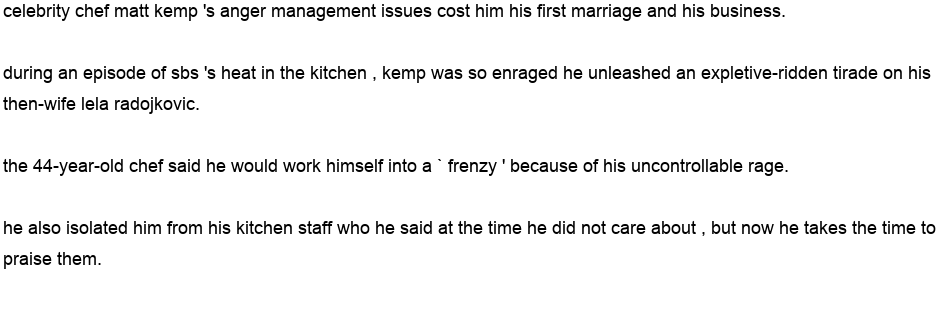 celebrity chef matt kemp 's anger management issues cost him his first marriage and his business.
during an episode of sbs 's heat in the kitchen , kemp was so enraged he unleashed an expletive-ridden tirade on his
then-wife lela radojkovic.
the 44-year-old chef said he would work himself into a ` frenzy ' because of his uncontrollable rage.
he also isolated him from his kitchen staff who he said at the time he did not care about , but now he takes the time to
praise them.